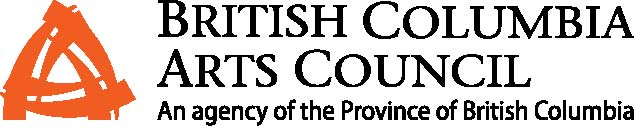 BRITISH COLUMBIA
ARTS COUNCIL
An agency of the Province of British Columbia